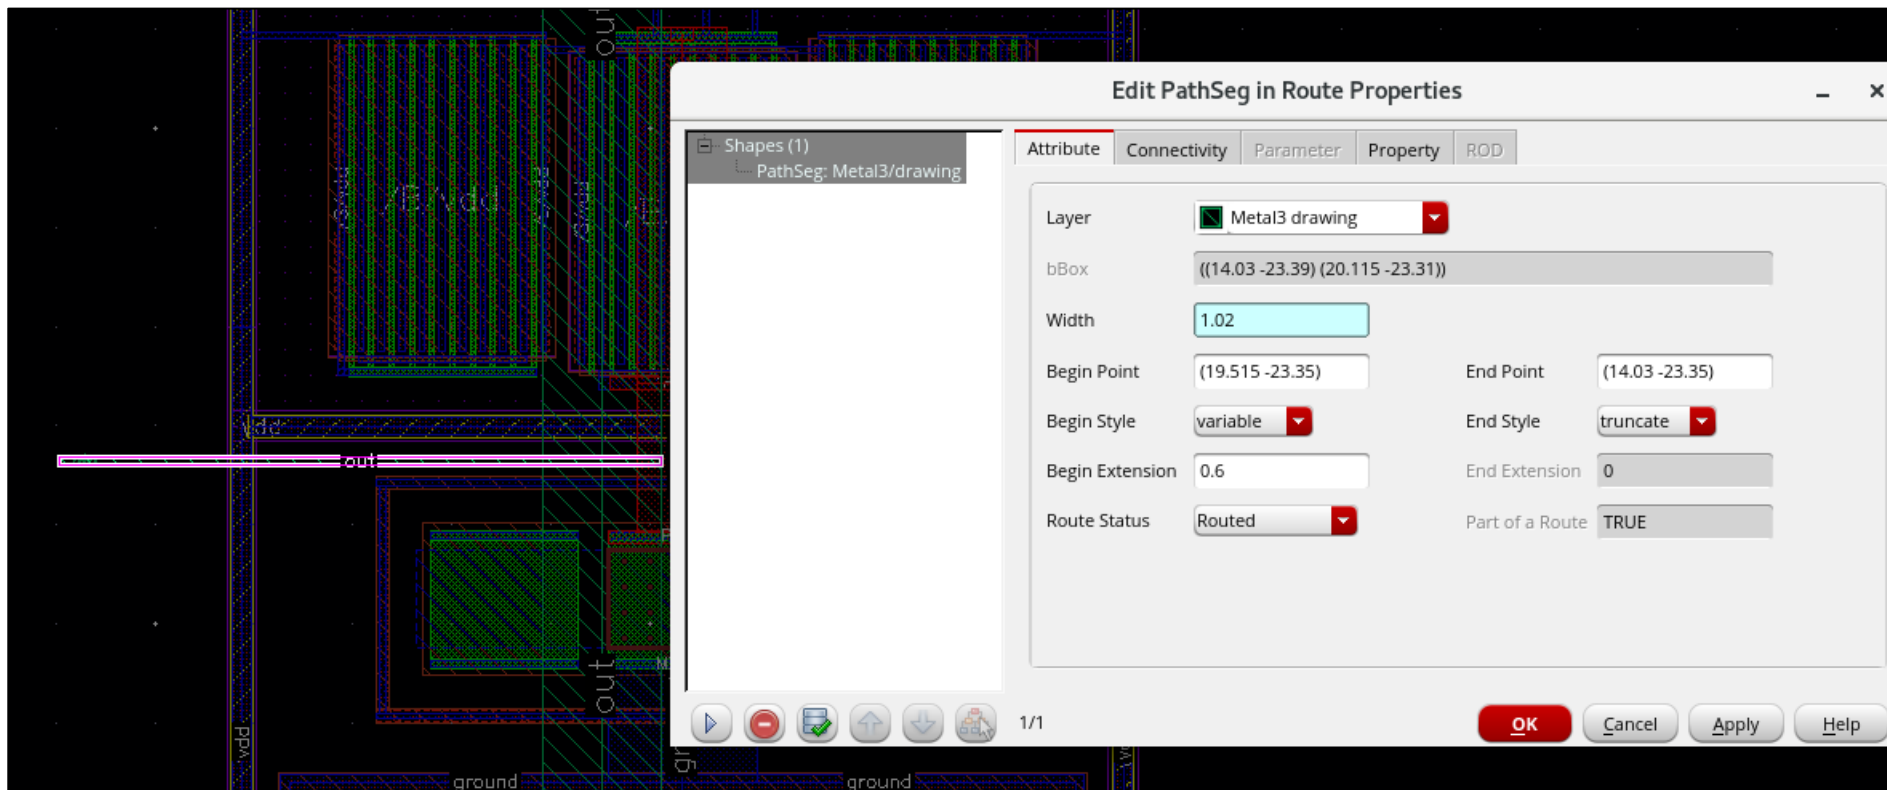 out
Edit PathSeg in Route Properties
Shapes (1)
PathSeg: Metal3/drawing
Attribute Connectivity Parameter Property ROD
Layer Metal3 drawing
bBox ((14.03 -23.39) (20.115 -23.31))
Width 1.02
Begin Point (19.515 -23.35) End Point (14.03 -23.35)
Begin Style variable End Style truncate
Begin Extension 0.6 End Extension 0
Route Status Routed Part of a Route TRUE
1/1
OK Cancel Apply Help
vdd
out
out
vdd
ground ground